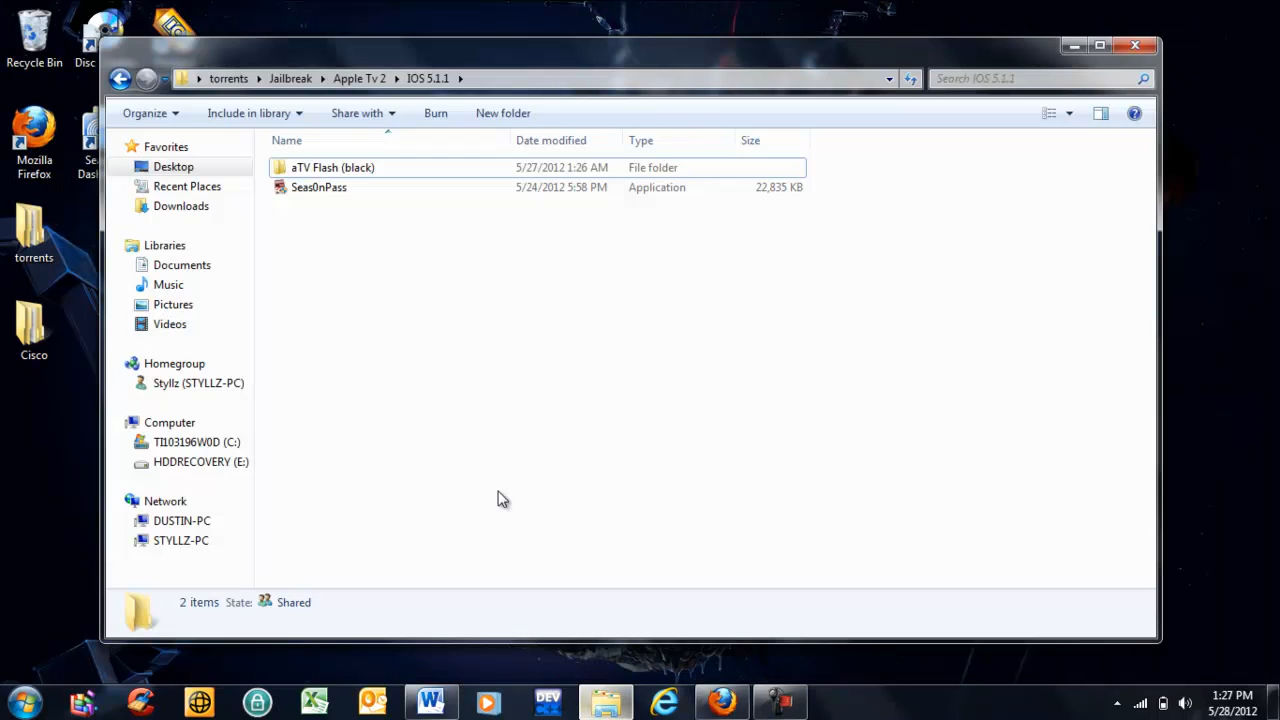 Recycle Bin
Disc
Mozilla
Firefox
Sea
Dash
torrents
Cisco
torrents Jailbreak Apple Tv 2 IOS 5.1.1
Search IOS 5.1.1
Organize Include in library Share with Burn New folder
Name Date modified Type Size
aTV Flash (black) 5/27/2012 1:26 AM File folder
Seas0nPass 5/24/2012 5:58 PM Application 22,835 KB
Favorites
Desktop
Recent Places
Downloads
Libraries
Documents
Music
Pictures
Videos
Homegroup
Styllz (STYLLZ-PC)
Computer
TI103196W0D (C:)
HDDRECOVERY (E:)
Network
DUSTIN-PC
STYLLZ-PC
2 items State: Shared
DEV
1:27 PM
5/28/2012